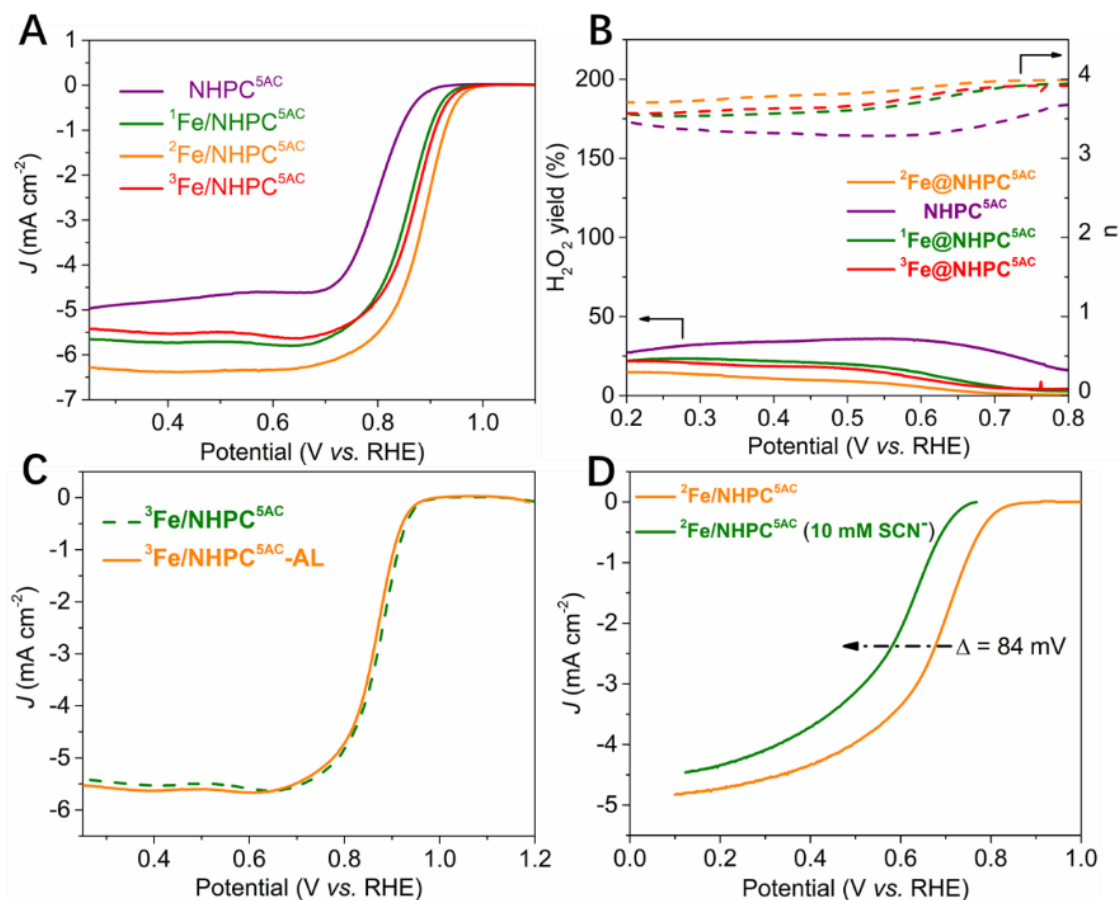 A
J (mA cm⁻²)
1
0
-1
-2
-3
-4
-5
-6
-7
NHPC⁵ᴬᶜ
¹Fe/NHPC⁵ᴬᶜ
²Fe/NHPC⁵ᴬᶜ
³Fe/NHPC⁵ᴬᶜ
0.4 0.6 0.8 1.0
Potential (V vs. RHE)
B
H₂O₂ yield (%)
200
150
100
50
0
²Fe@NHPC⁵ᴬᶜ
NHPC⁵ᴬᶜ
¹Fe@NHPC⁵ᴬᶜ
³Fe@NHPC⁵ᴬᶜ
4
3
2
1
0
n
0.2 0.3 0.4 0.5 0.6 0.7 0.8
Potential (V vs. RHE)
C
J (mA cm⁻²)
0
-1
-2
-3
-4
-5
-6
³Fe/NHPC⁵ᴬᶜ
³Fe/NHPC⁵ᴬᶜ-AL
0.4 0.6 0.8 1.0 1.2
Potential (V vs. RHE)
D
J (mA cm⁻²)
0
-1
-2
-3
-4
-5
²Fe/NHPC⁵ᴬᶜ
²Fe/NHPC⁵ᴬᶜ (10 mM SCN⁻)
Δ = 84 mV
0.0 0.2 0.4 0.6 0.8 1.0
Potential (V vs. RHE)